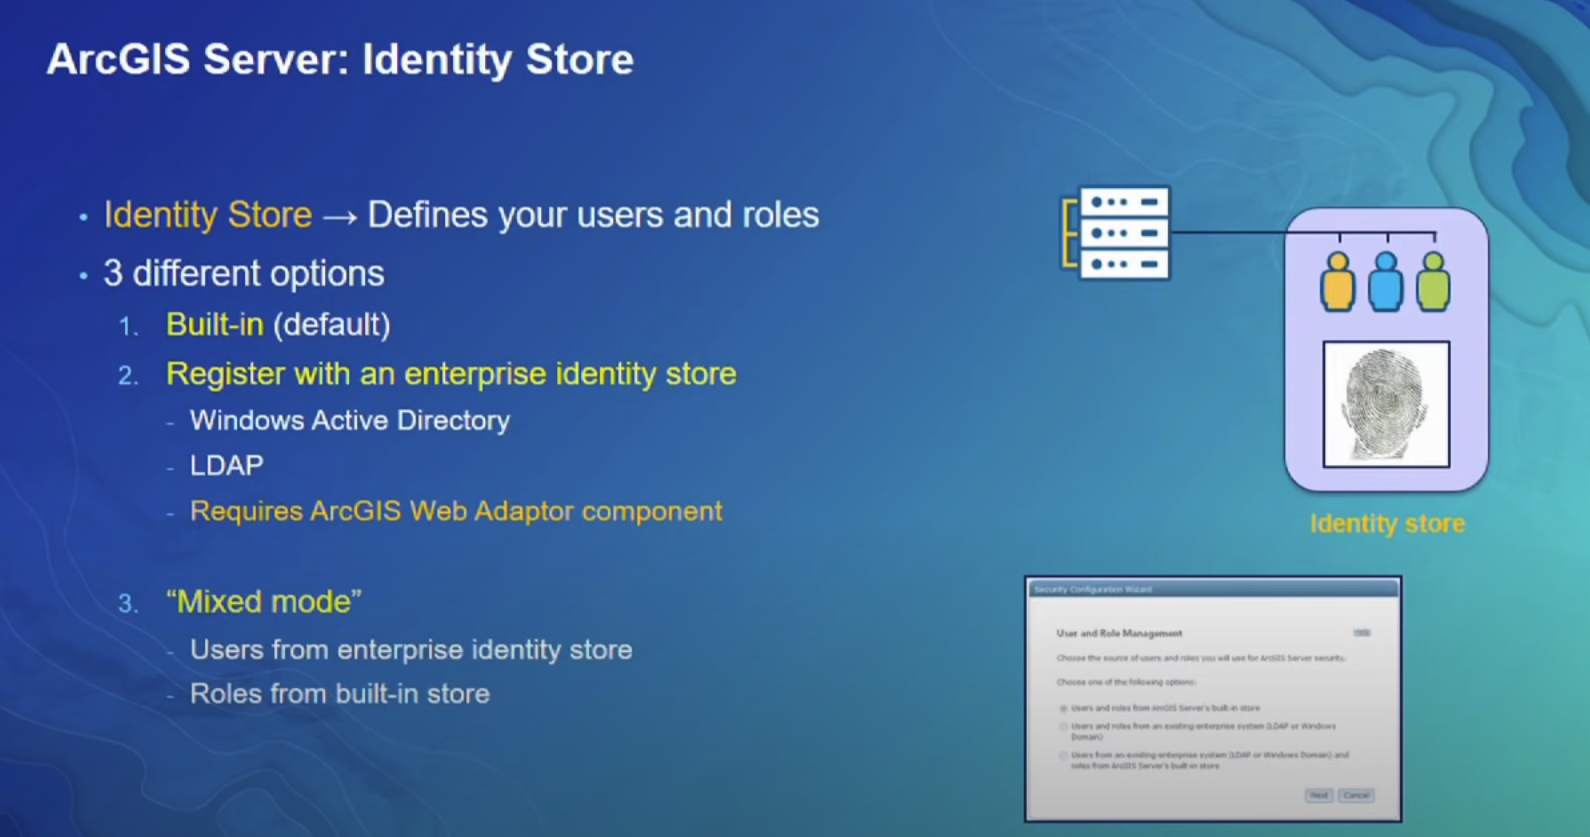 ArcGIS Server: Identity Store
• Identity Store → Defines your users and roles
• 3 different options
1. Built-in (default)
2. Register with an enterprise identity store
- Windows Active Directory
- LDAP
- Requires ArcGIS Web Adaptor component
3. “Mixed mode”
- Users from enterprise identity store
- Roles from built-in store
Identity store
Security Configuration Wizard
User and Role Management
Help
Choose the source of users and roles you will use for ArcGIS Server security.
Choose one of the following options:
Users and roles from ArcGIS Server's built-in store
Users and roles from an existing enterprise system (LDAP or Windows
Domain)
Users from an existing enterprise system (LDAP or Windows Domain) and
roles from ArcGIS Server's built-in store
Next
Cancel